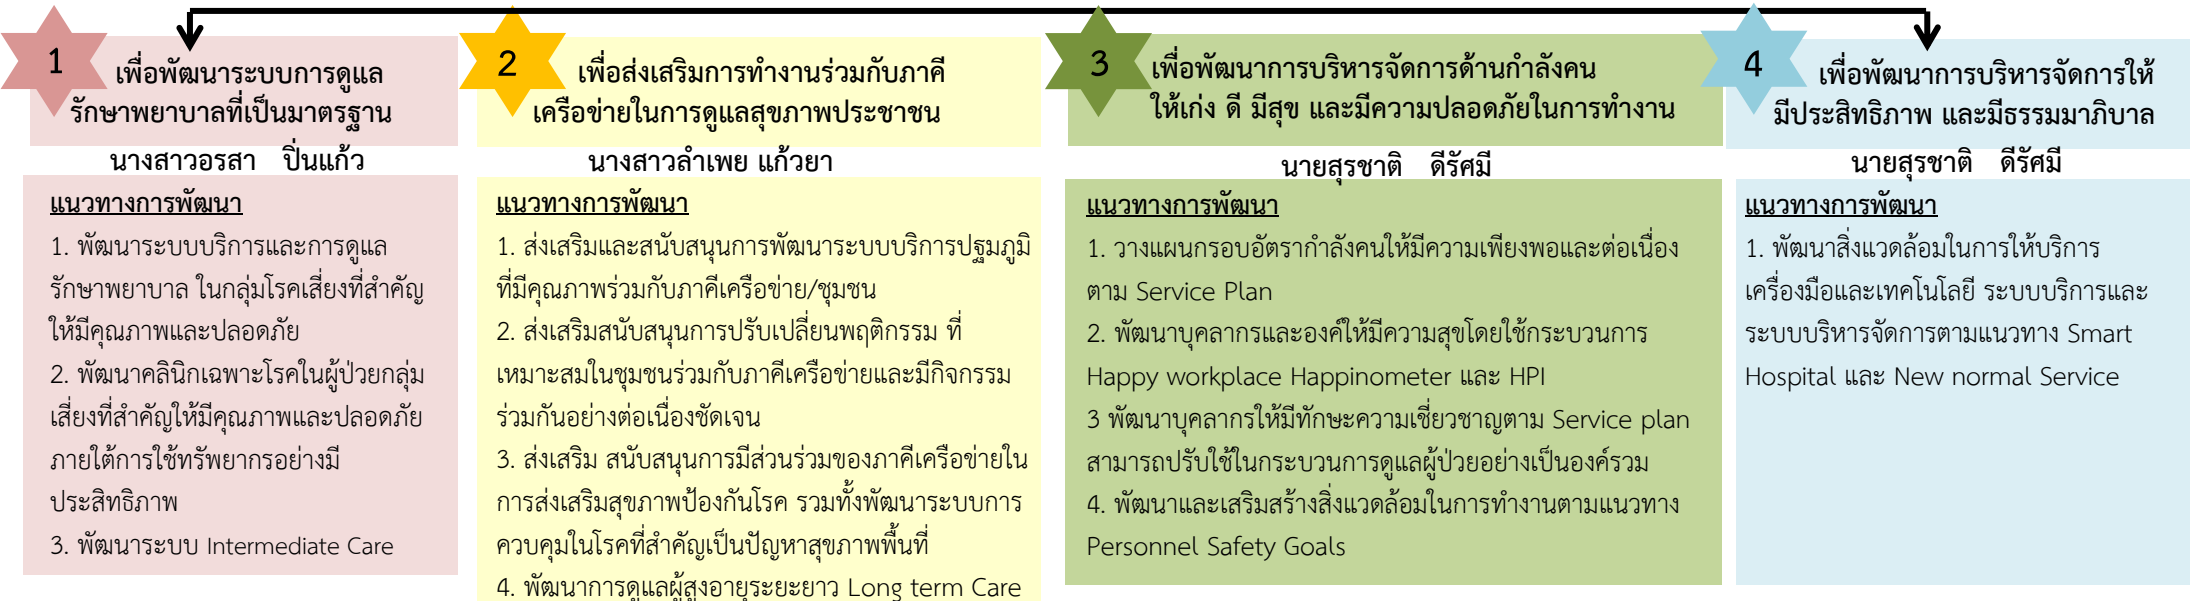 1
เพื่อพัฒนาระบบการดูแล
รักษาพยาบาลที่เป็นมาตรฐาน
นางสาวอรสา ปิ่นแก้ว
แนวทางการพัฒนา
1. พัฒนาระบบบริการและการดูแล
รักษาพยาบาล ในกลุ่มโรคเสี่ยงที่สำคัญ
ให้มีคุณภาพและปลอดภัย
2. พัฒนาคลินิกเฉพาะโรคในผู้ป่วยกลุ่ม
เสี่ยงที่สำคัญให้มีคุณภาพและปลอดภัย
ภายใต้การใช้ทรัพยากรอย่างมี
ประสิทธิภาพ
3. พัฒนาระบบ Intermediate Care
2
เพื่อส่งเสริมการทำงานร่วมกับภาคี
เครือข่ายในการดูแลสุขภาพประชาชน
นางสาวลำเพย แก้วยา
แนวทางการพัฒนา
1. ส่งเสริมและสนับสนุนการพัฒนาระบบบริการปฐมภูมิ
ที่มีคุณภาพร่วมกับภาคีเครือข่าย/ชุมชน
2. ส่งเสริมสนับสนุนการปรับเปลี่ยนพฤติกรรม ที่
เหมาะสมในชุมชนร่วมกับภาคีเครือข่ายและมีกิจกรรม
ร่วมกันอย่างต่อเนื่องชัดเจน
3. ส่งเสริม สนับสนุนการมีส่วนร่วมของภาคีเครือข่ายใน
การส่งเสริมสุขภาพป้องกันโรค รวมทั้งพัฒนาระบบการ
ควบคุมในโรคที่สำคัญเป็นปัญหาสุขภาพพื้นที่
4. พัฒนาการดูแลผู้สูงอายุระยะยาว Long term Care
3
เพื่อพัฒนาการบริหารจัดการด้านกำลังคน
ให้เก่ง ดี มีสุข และมีความปลอดภัยในการทำงาน
นายสุรชาติ ดีรัศมี
แนวทางการพัฒนา
1. วางแผนกรอบอัตรากำลังคนให้มีความเพียงพอและต่อเนื่อง
ตาม Service Plan
2. พัฒนาบุคลากรและองค์ให้มีความสุขโดยใช้กระบวนการ
Happy workplace Happinometer และ HPI
3 พัฒนาบุคลากรให้มีทักษะความเชี่ยวชาญตาม Service plan
สามารถปรับใช้ในกระบวนการดูแลผู้ป่วยอย่างเป็นองค์รวม
4. พัฒนาและเสริมสร้างสิ่งแวดล้อมในการทำงานตามแนวทาง
Personnel Safety Goals
4
เพื่อพัฒนาการบริหารจัดการให้
มีประสิทธิภาพ และมีธรรมมาภิบาล
นายสุรชาติ ดีรัศมี
แนวทางการพัฒนา
1. พัฒนาสิ่งแวดล้อมในการให้บริการ
เครื่องมือและเทคโนโลยี ระบบบริการและ
ระบบบริหารจัดการตามแนวทาง Smart
Hospital และ New normal Service